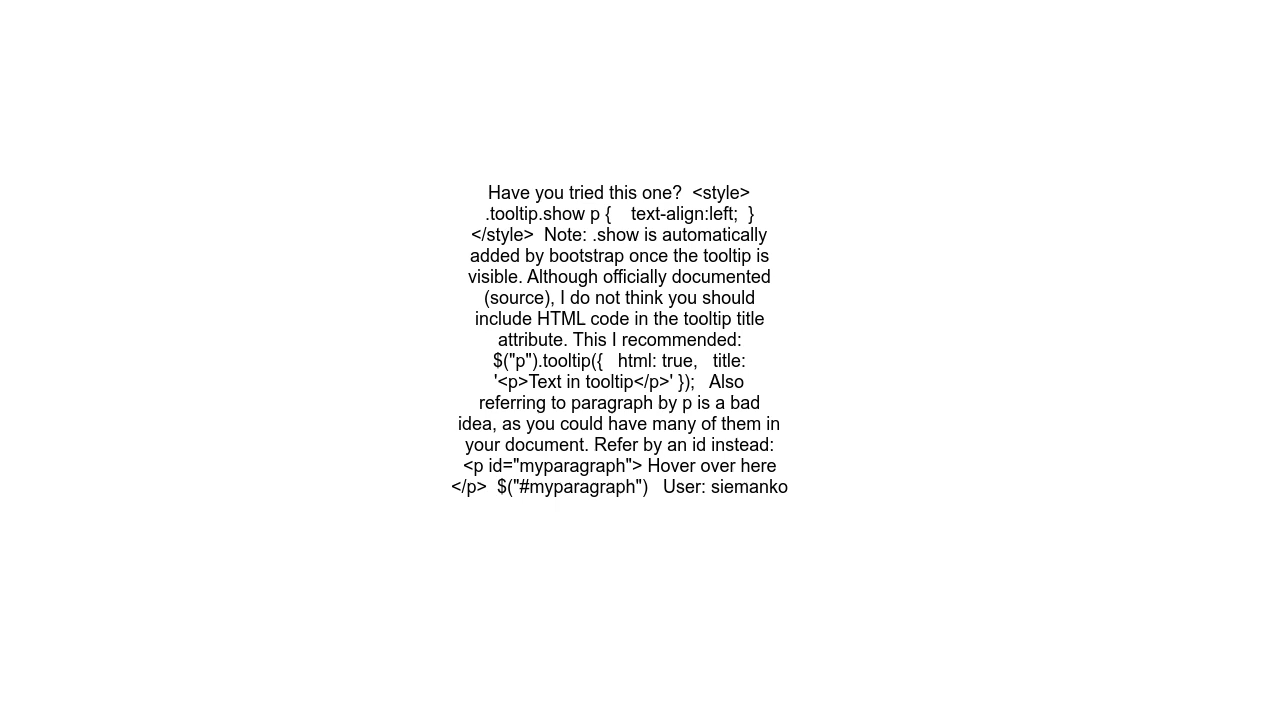 Have you tried this one?  <style>
.tooltip.show p {    text-align:left;  }
</style>  Note: .show is automatically
added by bootstrap once the tooltip is
visible. Although officially documented
(source), I do not think you should
include HTML code in the tooltip title
attribute. This I recommended:
$("p").tooltip({   html: true,   title:
'<p>Text in tooltip</p>' });   Also
referring to paragraph by p is a bad
idea, as you could have many of them in
your document. Refer by an id instead:
<p id="myparagraph"> Hover over here
</p>  $("#myparagraph")   User: siemanko